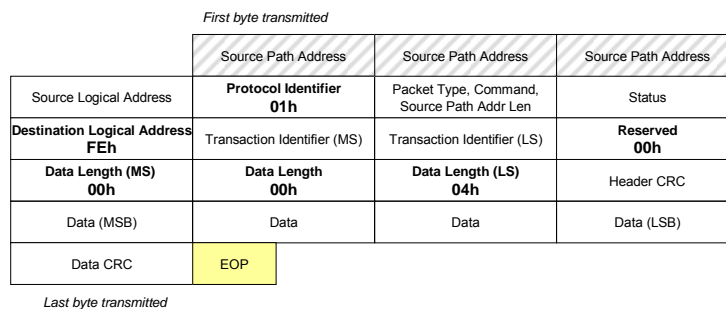 First byte transmitted
Source Path Address
Source Path Address
Source Path Address
Source Logical Address
Protocol Identifier
01h
Packet Type, Command,
Source Path Addr Len
Status
Destination Logical Address
FEh
Transaction Identifier (MS)
Transaction Identifier (LS)
Reserved
00h
Data Length (MS)
00h
Data Length
00h
Data Length (LS)
04h
Header CRC
Data (MSB)
Data
Data
Data (LSB)
Data CRC
EOP
Last byte transmitted